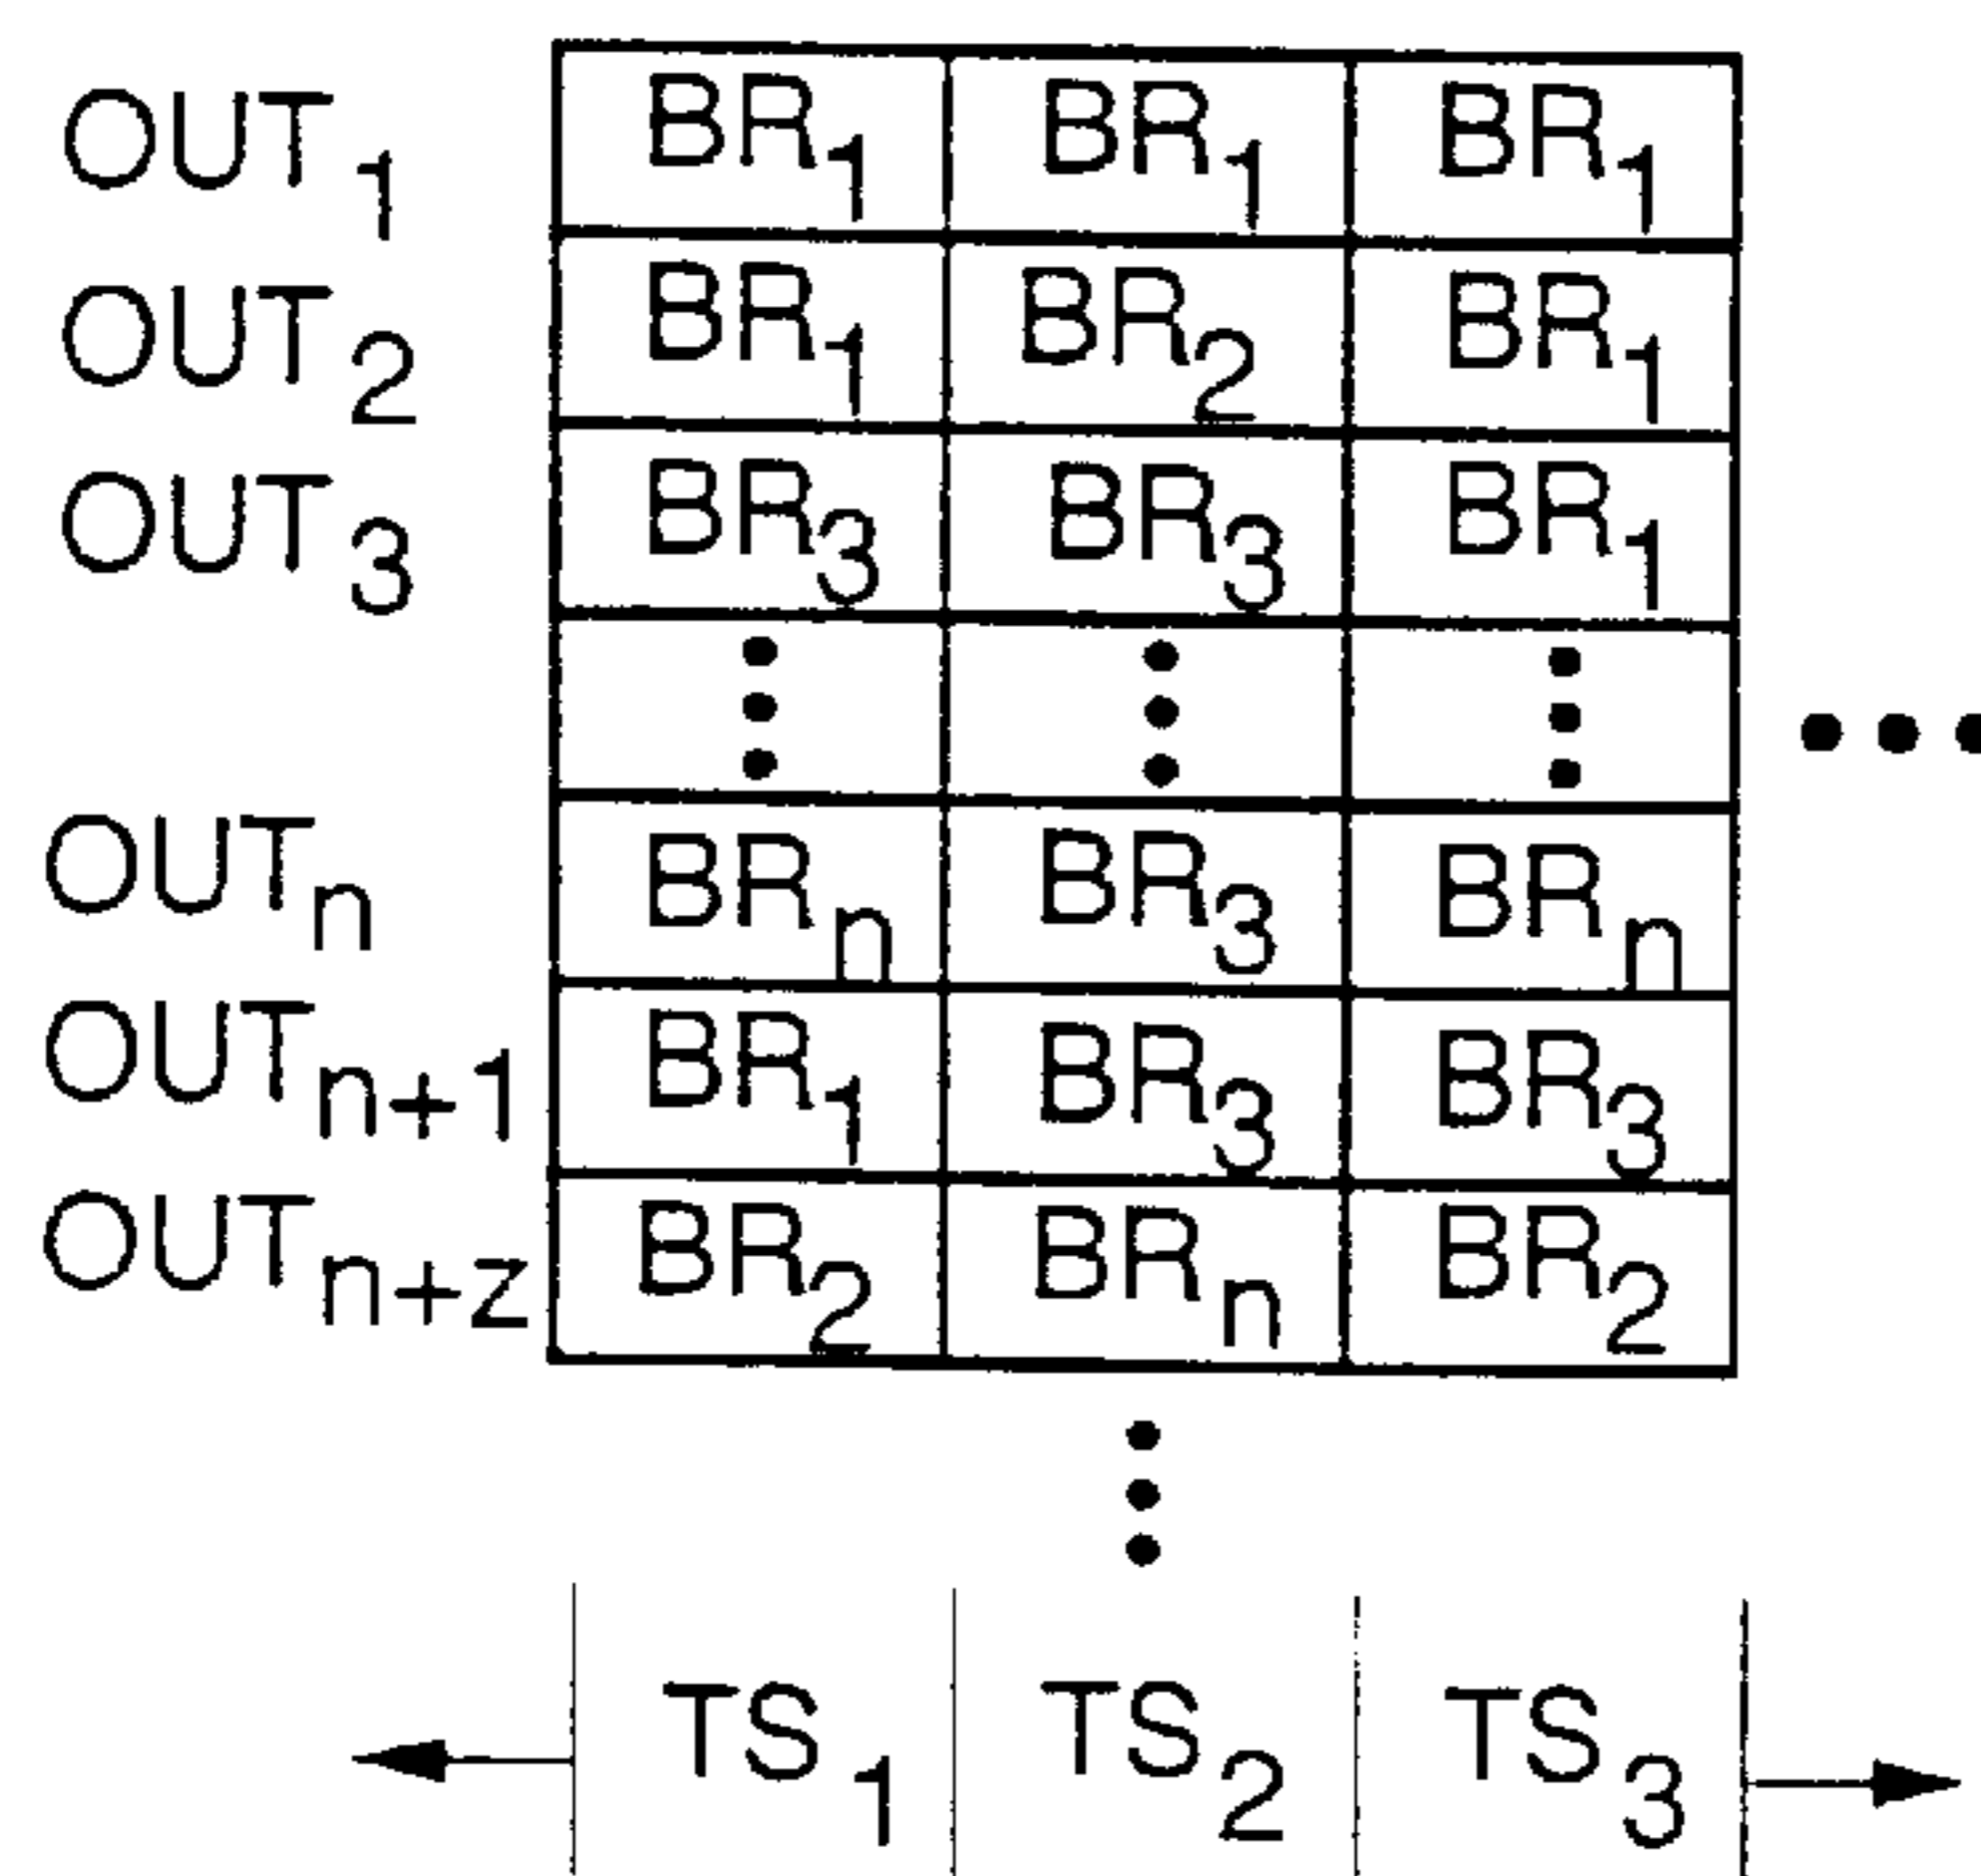 OUT₁ BR₁ BR₁ BR₁
OUT₂ BR₁ BR₂ BR₁
OUT₃ BR₃ BR₃ BR₁
OUTₙ BRₙ BR₃ BRₙ
OUTₙ₊₁ BR₁ BR₃ BR₃
OUTn+z BR₂ BRₙ BR₂
TS₁ TS₂ TS₃